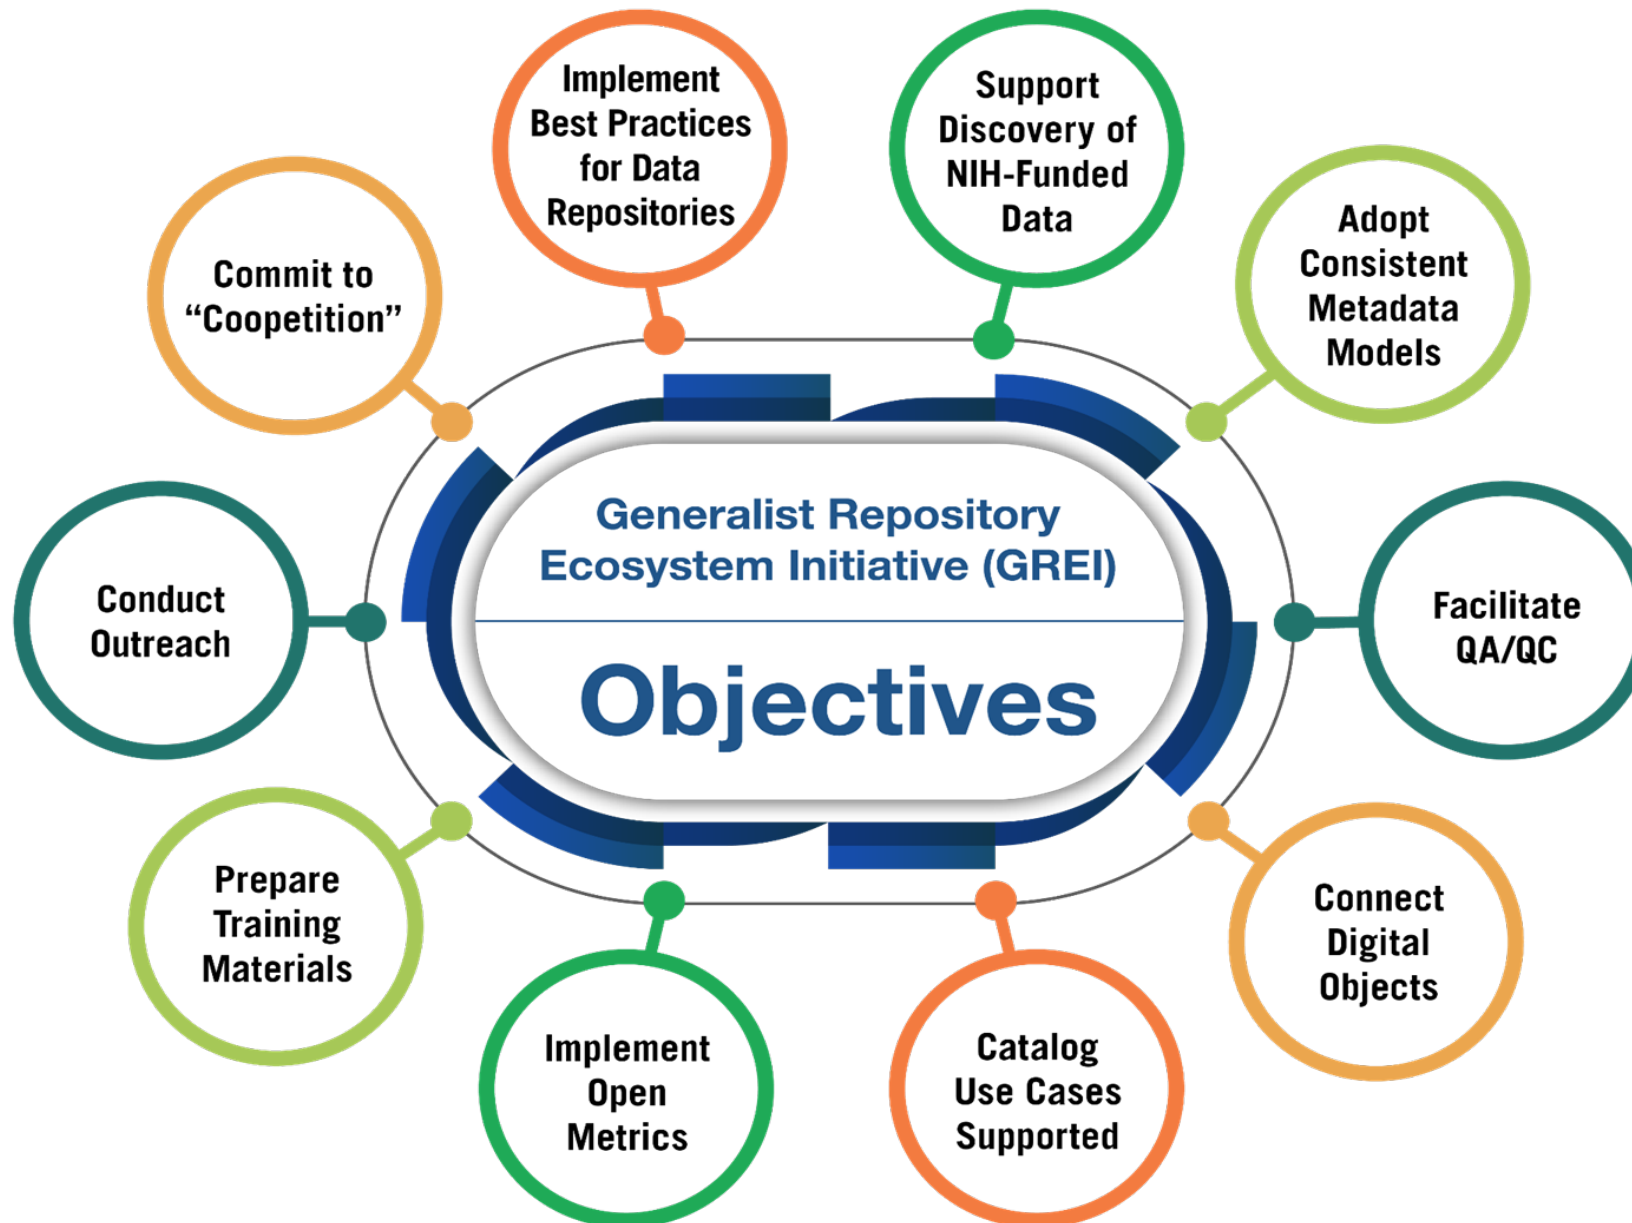 Implement
Best Practices
for Data
Repositories
Support
Discovery of
NIH-Funded
Data
Adopt
Consistent
Metadata
Models
Commit to
“Coopetition”
Generalist Repository
Ecosystem Initiative (GREI)
Objectives
Conduct
Outreach
Facilitate
QA/QC
Prepare
Training
Materials
Connect
Digital
Objects
Implement
Open
Metrics
Catalog
Use Cases
Supported